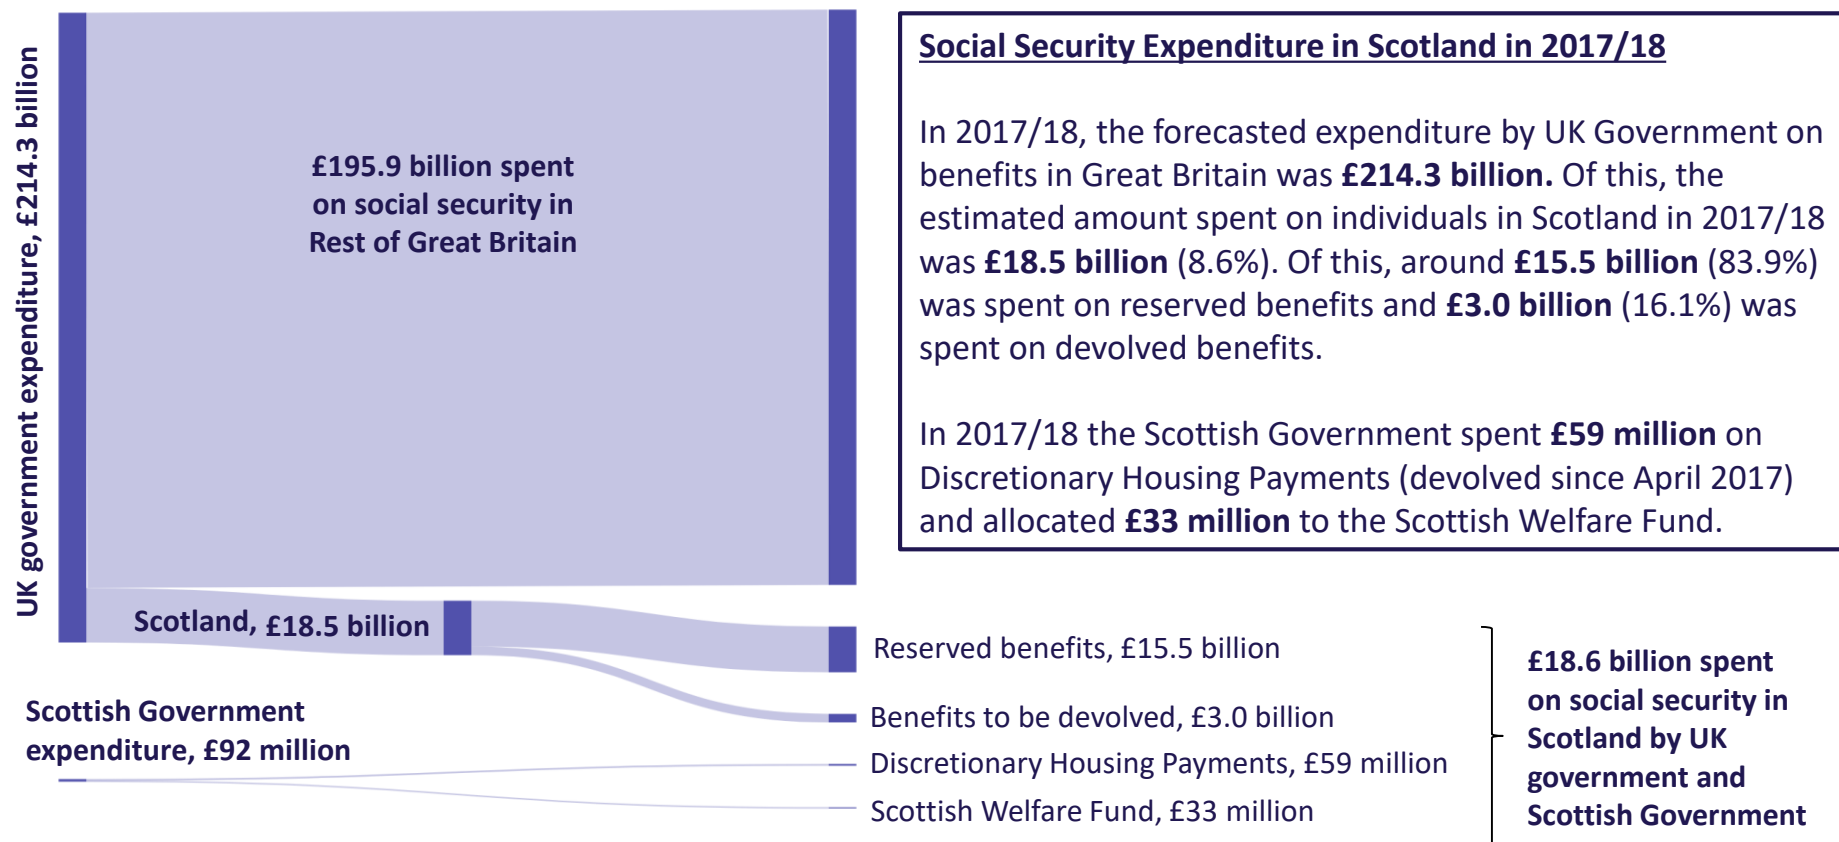 UK government expenditure, £214.3 billion
£195.9 billion spent
on social security in
Rest of Great Britain
Scotland, £18.5 billion
Scottish Government
expenditure, £92 million
Social Security Expenditure in Scotland in 2017/18
In 2017/18, the forecasted expenditure by UK Government on
benefits in Great Britain was £214.3 billion. Of this, the
estimated amount spent on individuals in Scotland in 2017/18
was £18.5 billion (8.6%). Of this, around £15.5 billion (83.9%)
was spent on reserved benefits and £3.0 billion (16.1%) was
spent on devolved benefits.
In 2017/18 the Scottish Government spent £59 million on
Discretionary Housing Payments (devolved since April 2017)
and allocated £33 million to the Scottish Welfare Fund.
Reserved benefits, £15.5 billion
Benefits to be devolved, £3.0 billion
Discretionary Housing Payments, £59 million
Scottish Welfare Fund, £33 million
£18.6 billion spent
on social security in
Scotland by UK
government and
Scottish Government